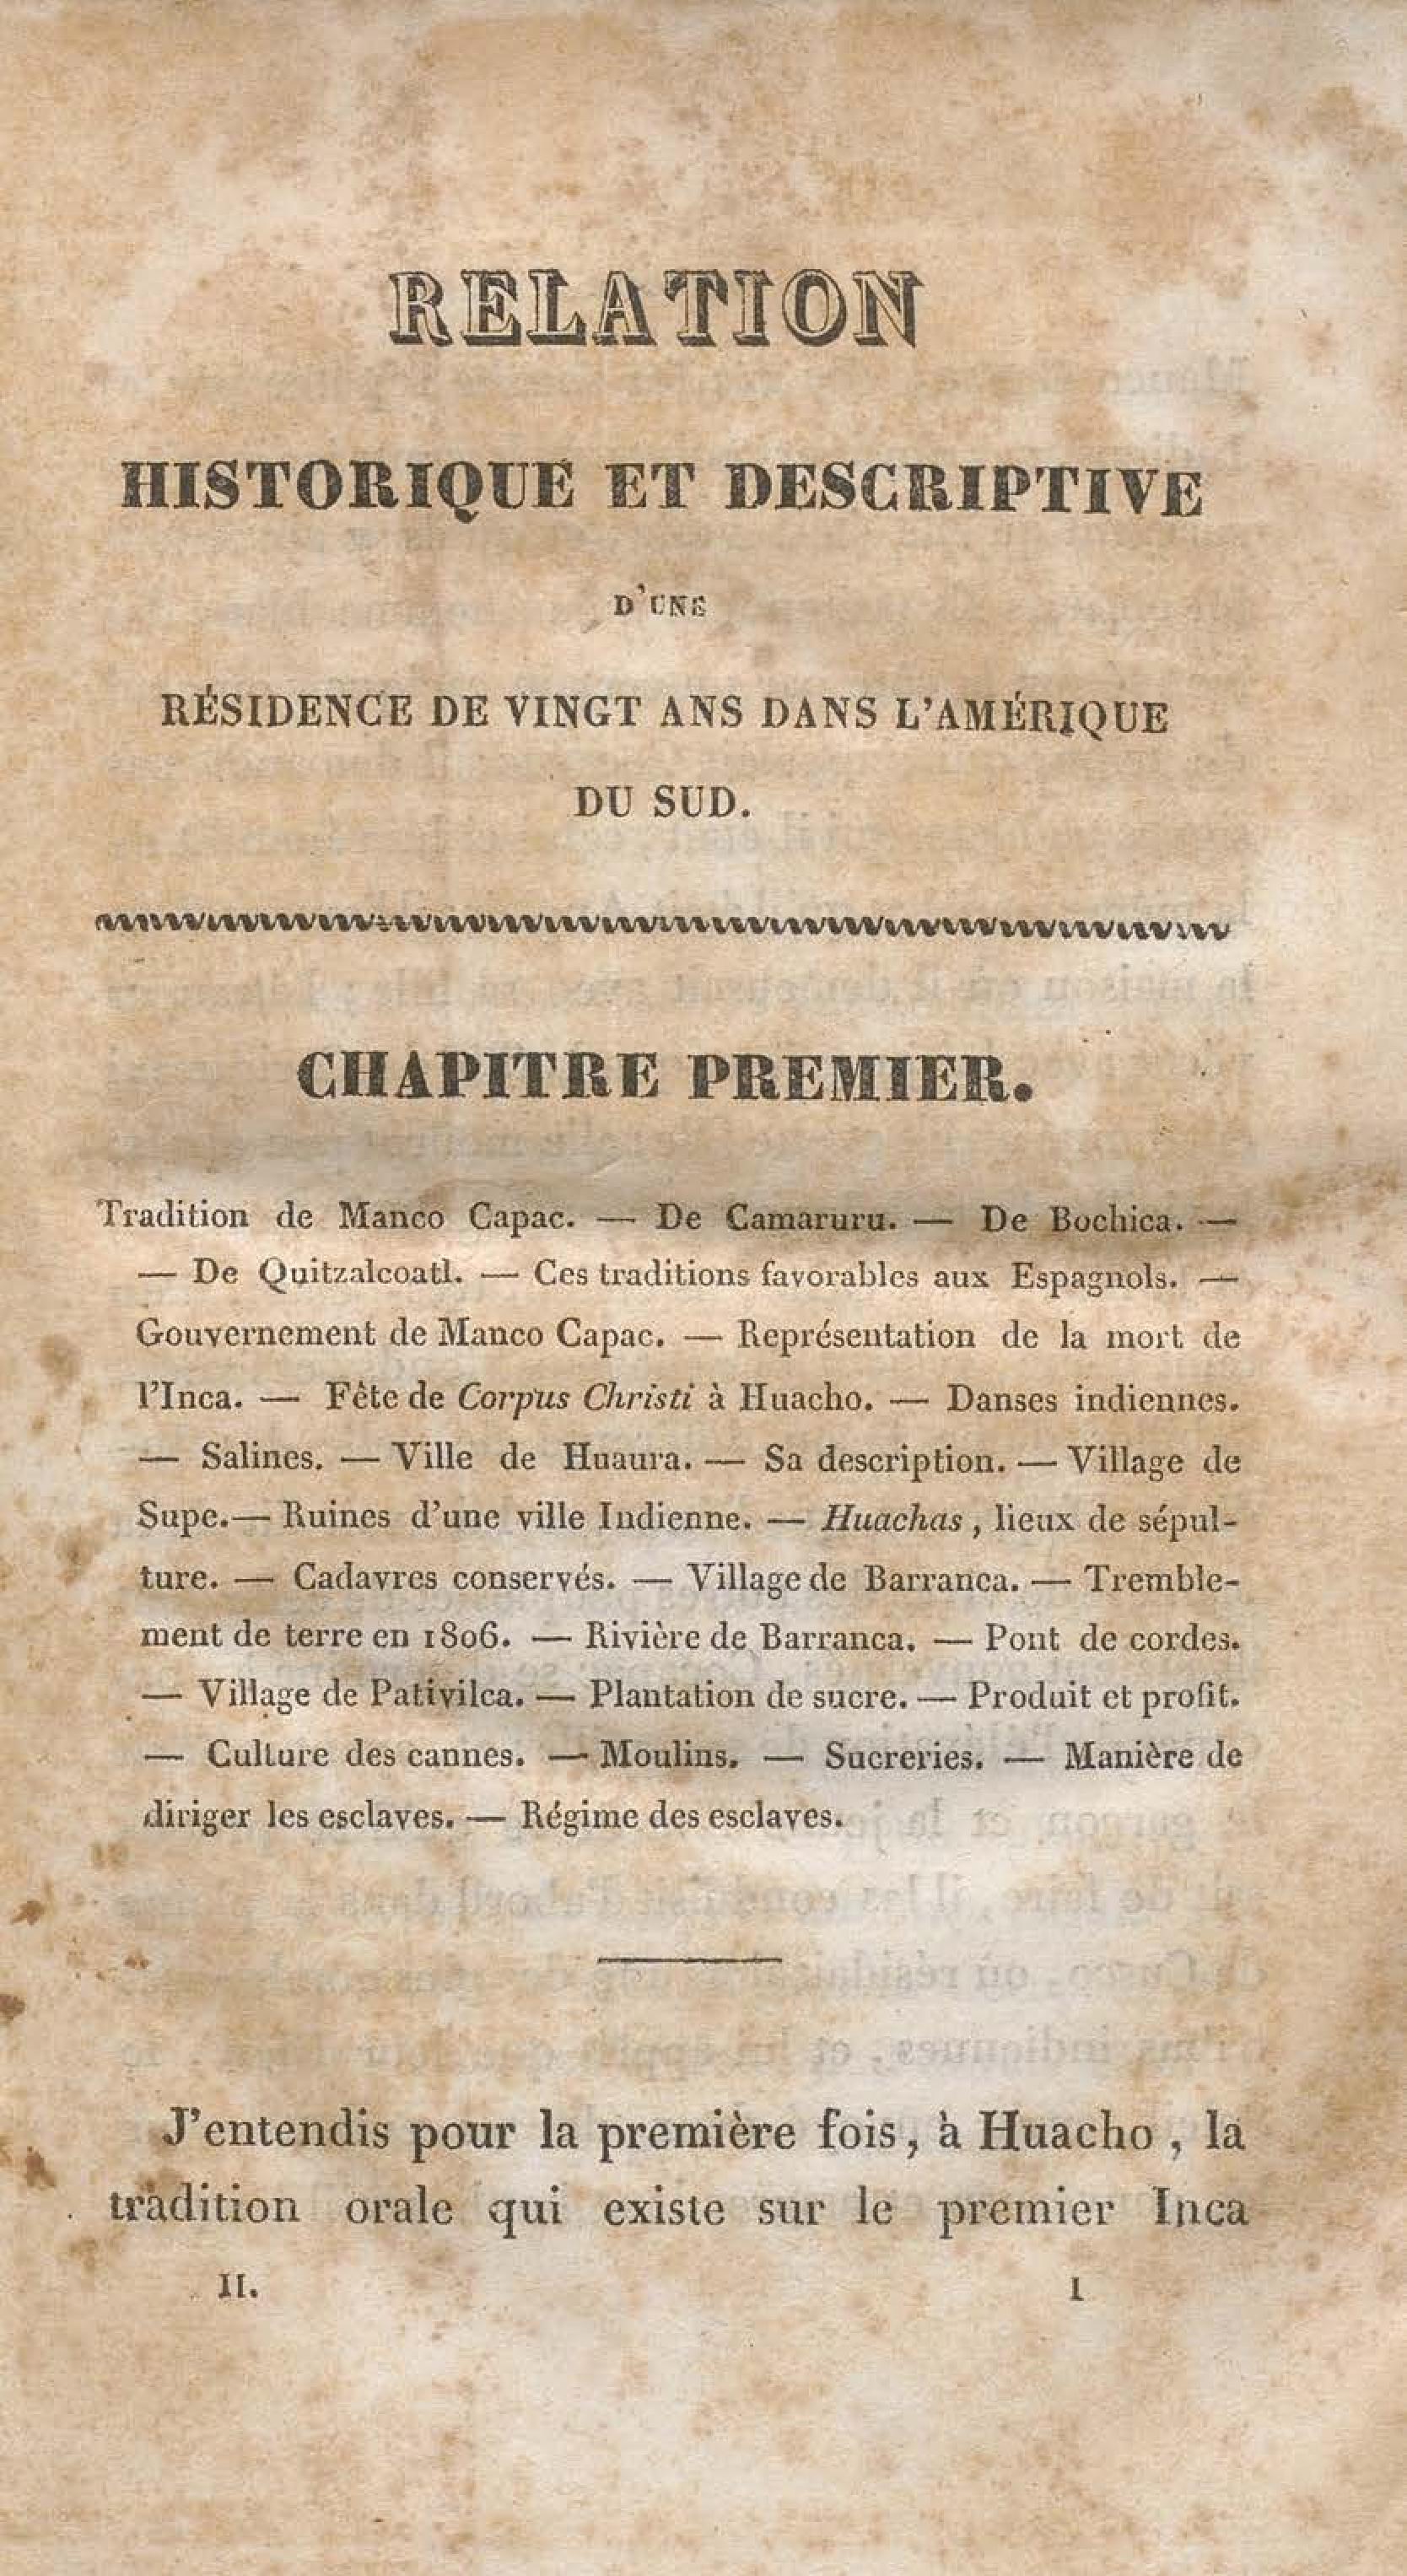 RELATION
HISTORIQUE ET DESCRIPTIVE
D'UNE
RÉSIDENCE DE VINGT ANS DANS L'AMÉRIQUE
DU SUD.
CHAPITRE PREMIER.
Tradition de Manco Capac. — De Camaruru. — De Bochica. —
— De Quitzalcoatl. — Ces traditions favorables aux Espagnols. —
Gouvernement de Manco Capac. — Représentation de la mort de
l'Inca. — Fête de Corpus Christi à Huacho. — Danses indiennes.
— Salines. — Ville de Huaura. — Sa description. — Village de
Supe. — Ruines d'une ville Indienne. — Huachas, lieux de sépul-
ture. — Cadavres conservés. — Village de Barranca. — Tremble-
ment de terre en 1806. — Rivière de Barranca. — Pont de cordes.
— Village de Pativilca. — Plantation de sucre. — Produit et profit.
— Culture des cannes. — Moulins. — Sucreries. — Manière de
diriger les esclaves. — Régime des esclaves.
J'entendis pour la première fois, à Huacho, la
tradition orale qui existe sur le premier Inca
II. 1